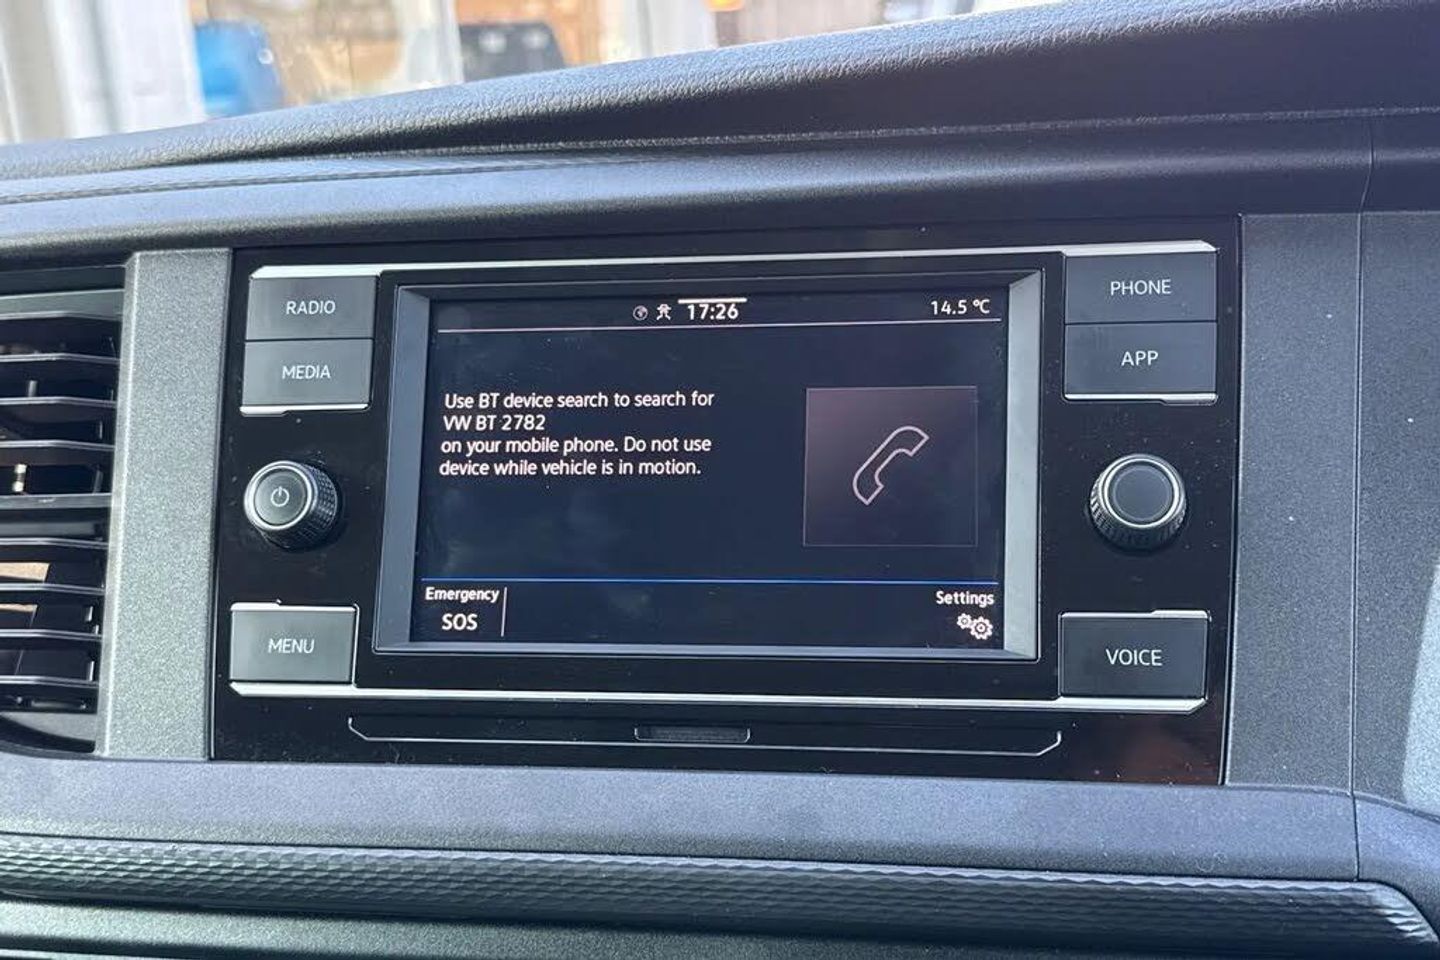 RADIO
MEDIA
17:26
14.5 °C
PHONE
APP
Use BT device search to search for
VW BT 2782
on your mobile phone. Do not use
device while vehicle is in motion.
Emergency
SOS
Settings
MENU
VOICE